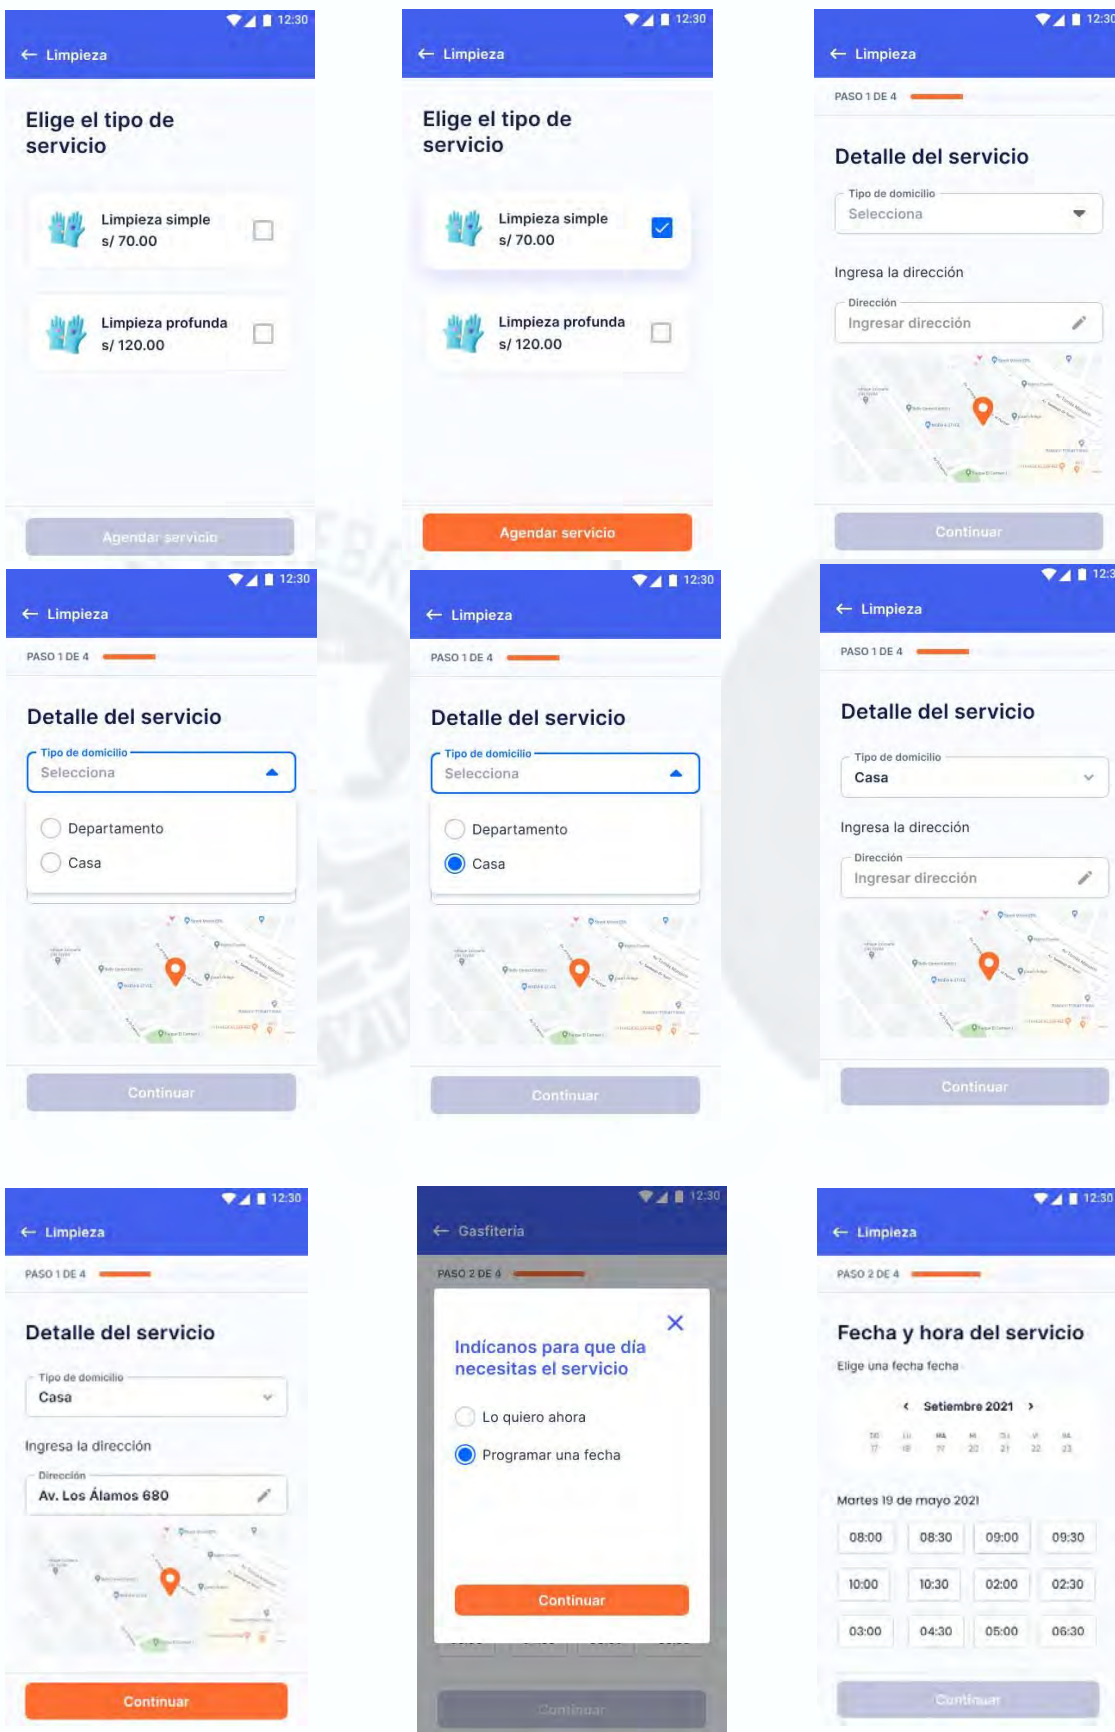 12:30
← Limpieza
Elige el tipo de
servicio
Limpieza simple
s/ 70.00
Limpieza profunda
s/ 120.00
Agendar servicio
12:30
← Limpieza
Elige el tipo de
servicio
Limpieza simple
s/ 70.00
Limpieza profunda
s/ 120.00
Agendar servicio
12:30
← Limpieza
PASO 1 DE 4
Detalle del servicio
Tipo de domicilio
Selecciona
Ingresa la dirección
Dirección
Ingresar dirección
Continuar
12:30
← Limpieza
PASO 1 DE 4
Detalle del servicio
Tipo de domicilio
Selecciona
Departamento
Casa
Continuar
12:30
← Limpieza
PASO 1 DE 4
Detalle del servicio
Tipo de domicilio
Selecciona
Departamento
Casa
Continuar
12:3
← Limpieza
PASO 1 DE 4
Detalle del servicio
Tipo de domicilio
Casa
Ingresa la dirección
Dirección
Ingresar dirección
Continuar
12:30
← Limpieza
PASO 1 DE 4
Detalle del servicio
Tipo de domicilio
Casa
Ingresa la dirección
Dirección
Av. Los Álamos 680
Continuar
12:30
← Gasfitería
PASO 2 DE 4
Indícanos para que día
necesitas el servicio
Lo quiero ahora
Programar una fecha
Continuar
Continuar
12:30
← Limpieza
PASO 2 DE 4
Fecha y hora del servicio
Elige una fecha fecha
‹ Setiembre 2021 ›
17 18 19 20 21 22 23
Martes 19 de mayo 2021
08:00 08:30 09:00 09:30
10:00 10:30 02:00 02:30
03:00 04:30 05:00 06:30
Continuar